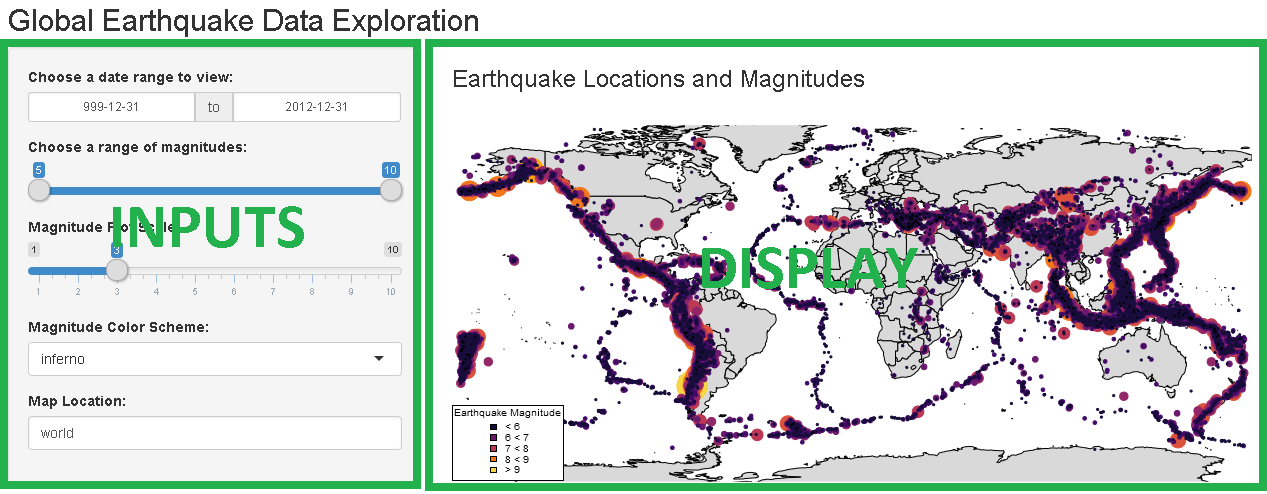 Global Earthquake Data Exploration
Choose a date range to view:
999-12-31 to 2012-12-31
Choose a range of magnitudes:
5 10
Magnitude Plot Scale
INPUTS
1 3 10
1 2 3 4 5 6 7 8 9 10
Magnitude Color Scheme:
inferno
Map Location:
world
Earthquake Locations and Magnitudes
DISPLAY
Earthquake Magnitude
< 6
6 < 7
7 < 8
8 < 9
> 9